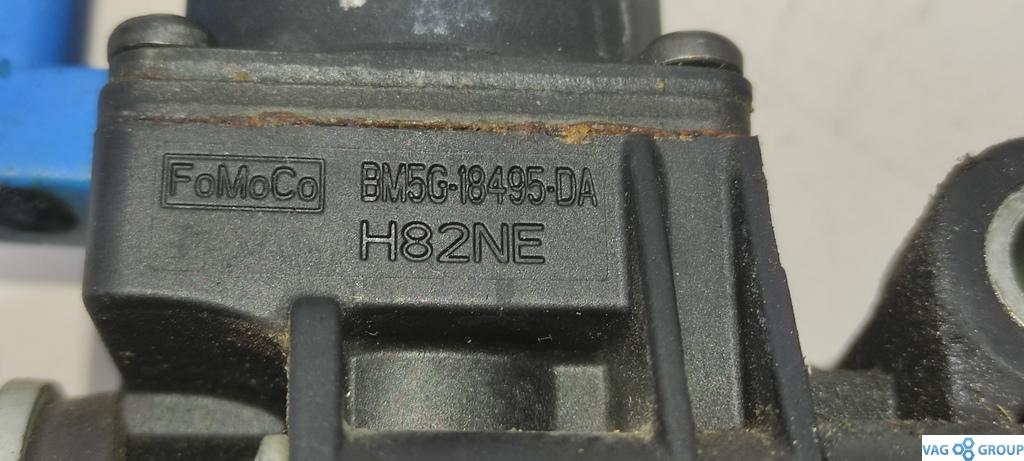 FoMoCo BM5G-18495-DA
H82NE
VAG GROUP